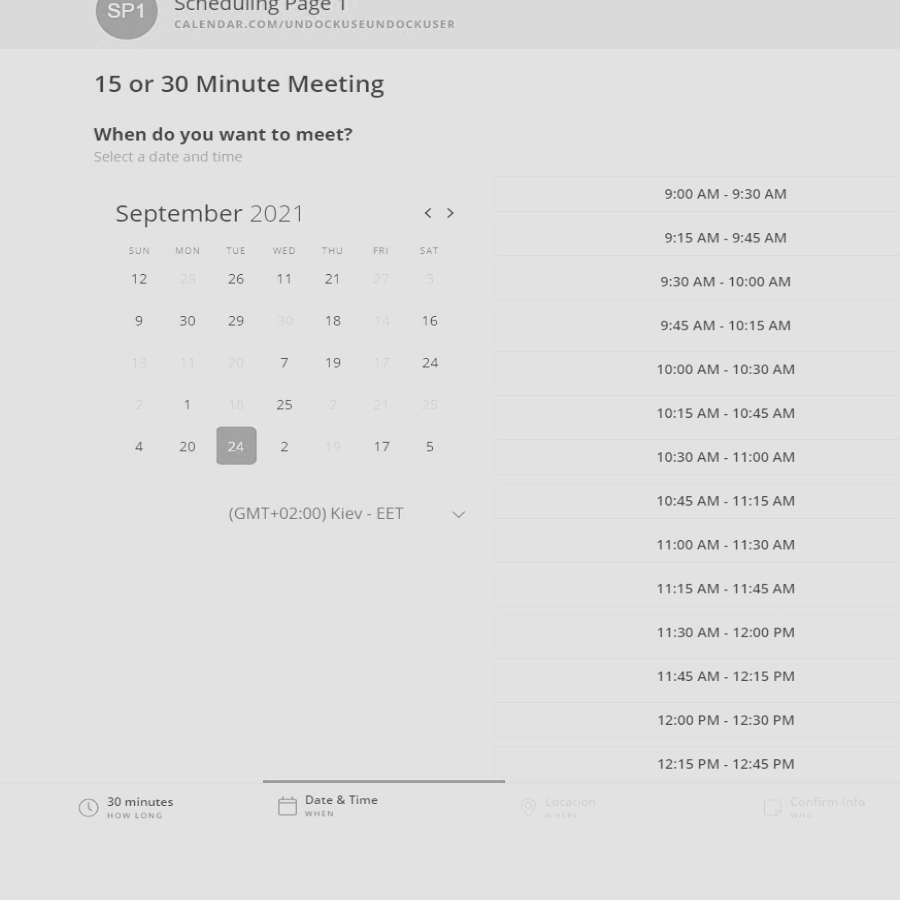 SP1
Scheduling Page 1
CALENDAR.COM/UNDOCKUSEUNDOCKUSER
15 or 30 Minute Meeting
When do you want to meet?
Select a date and time
September 2021
< >
SUN MON TUE WED THU FRI SAT
12 28 26 11 21 27 3
9 30 29 30 18 14 16
13 11 20 7 19 17 24
2 1 16 25 2 21 25
4 20 24 2 19 17 5
(GMT+02:00) Kiev - EET
9:00 AM - 9:30 AM
9:15 AM - 9:45 AM
9:30 AM - 10:00 AM
9:45 AM - 10:15 AM
10:00 AM - 10:30 AM
10:15 AM - 10:45 AM
10:30 AM - 11:00 AM
10:45 AM - 11:15 AM
11:00 AM - 11:30 AM
11:15 AM - 11:45 AM
11:30 AM - 12:00 PM
11:45 AM - 12:15 PM
12:00 PM - 12:30 PM
12:15 PM - 12:45 PM
30 minutes
HOW LONG
Date & Time
WHEN
Location
WHERE
Confirm Info
WHO